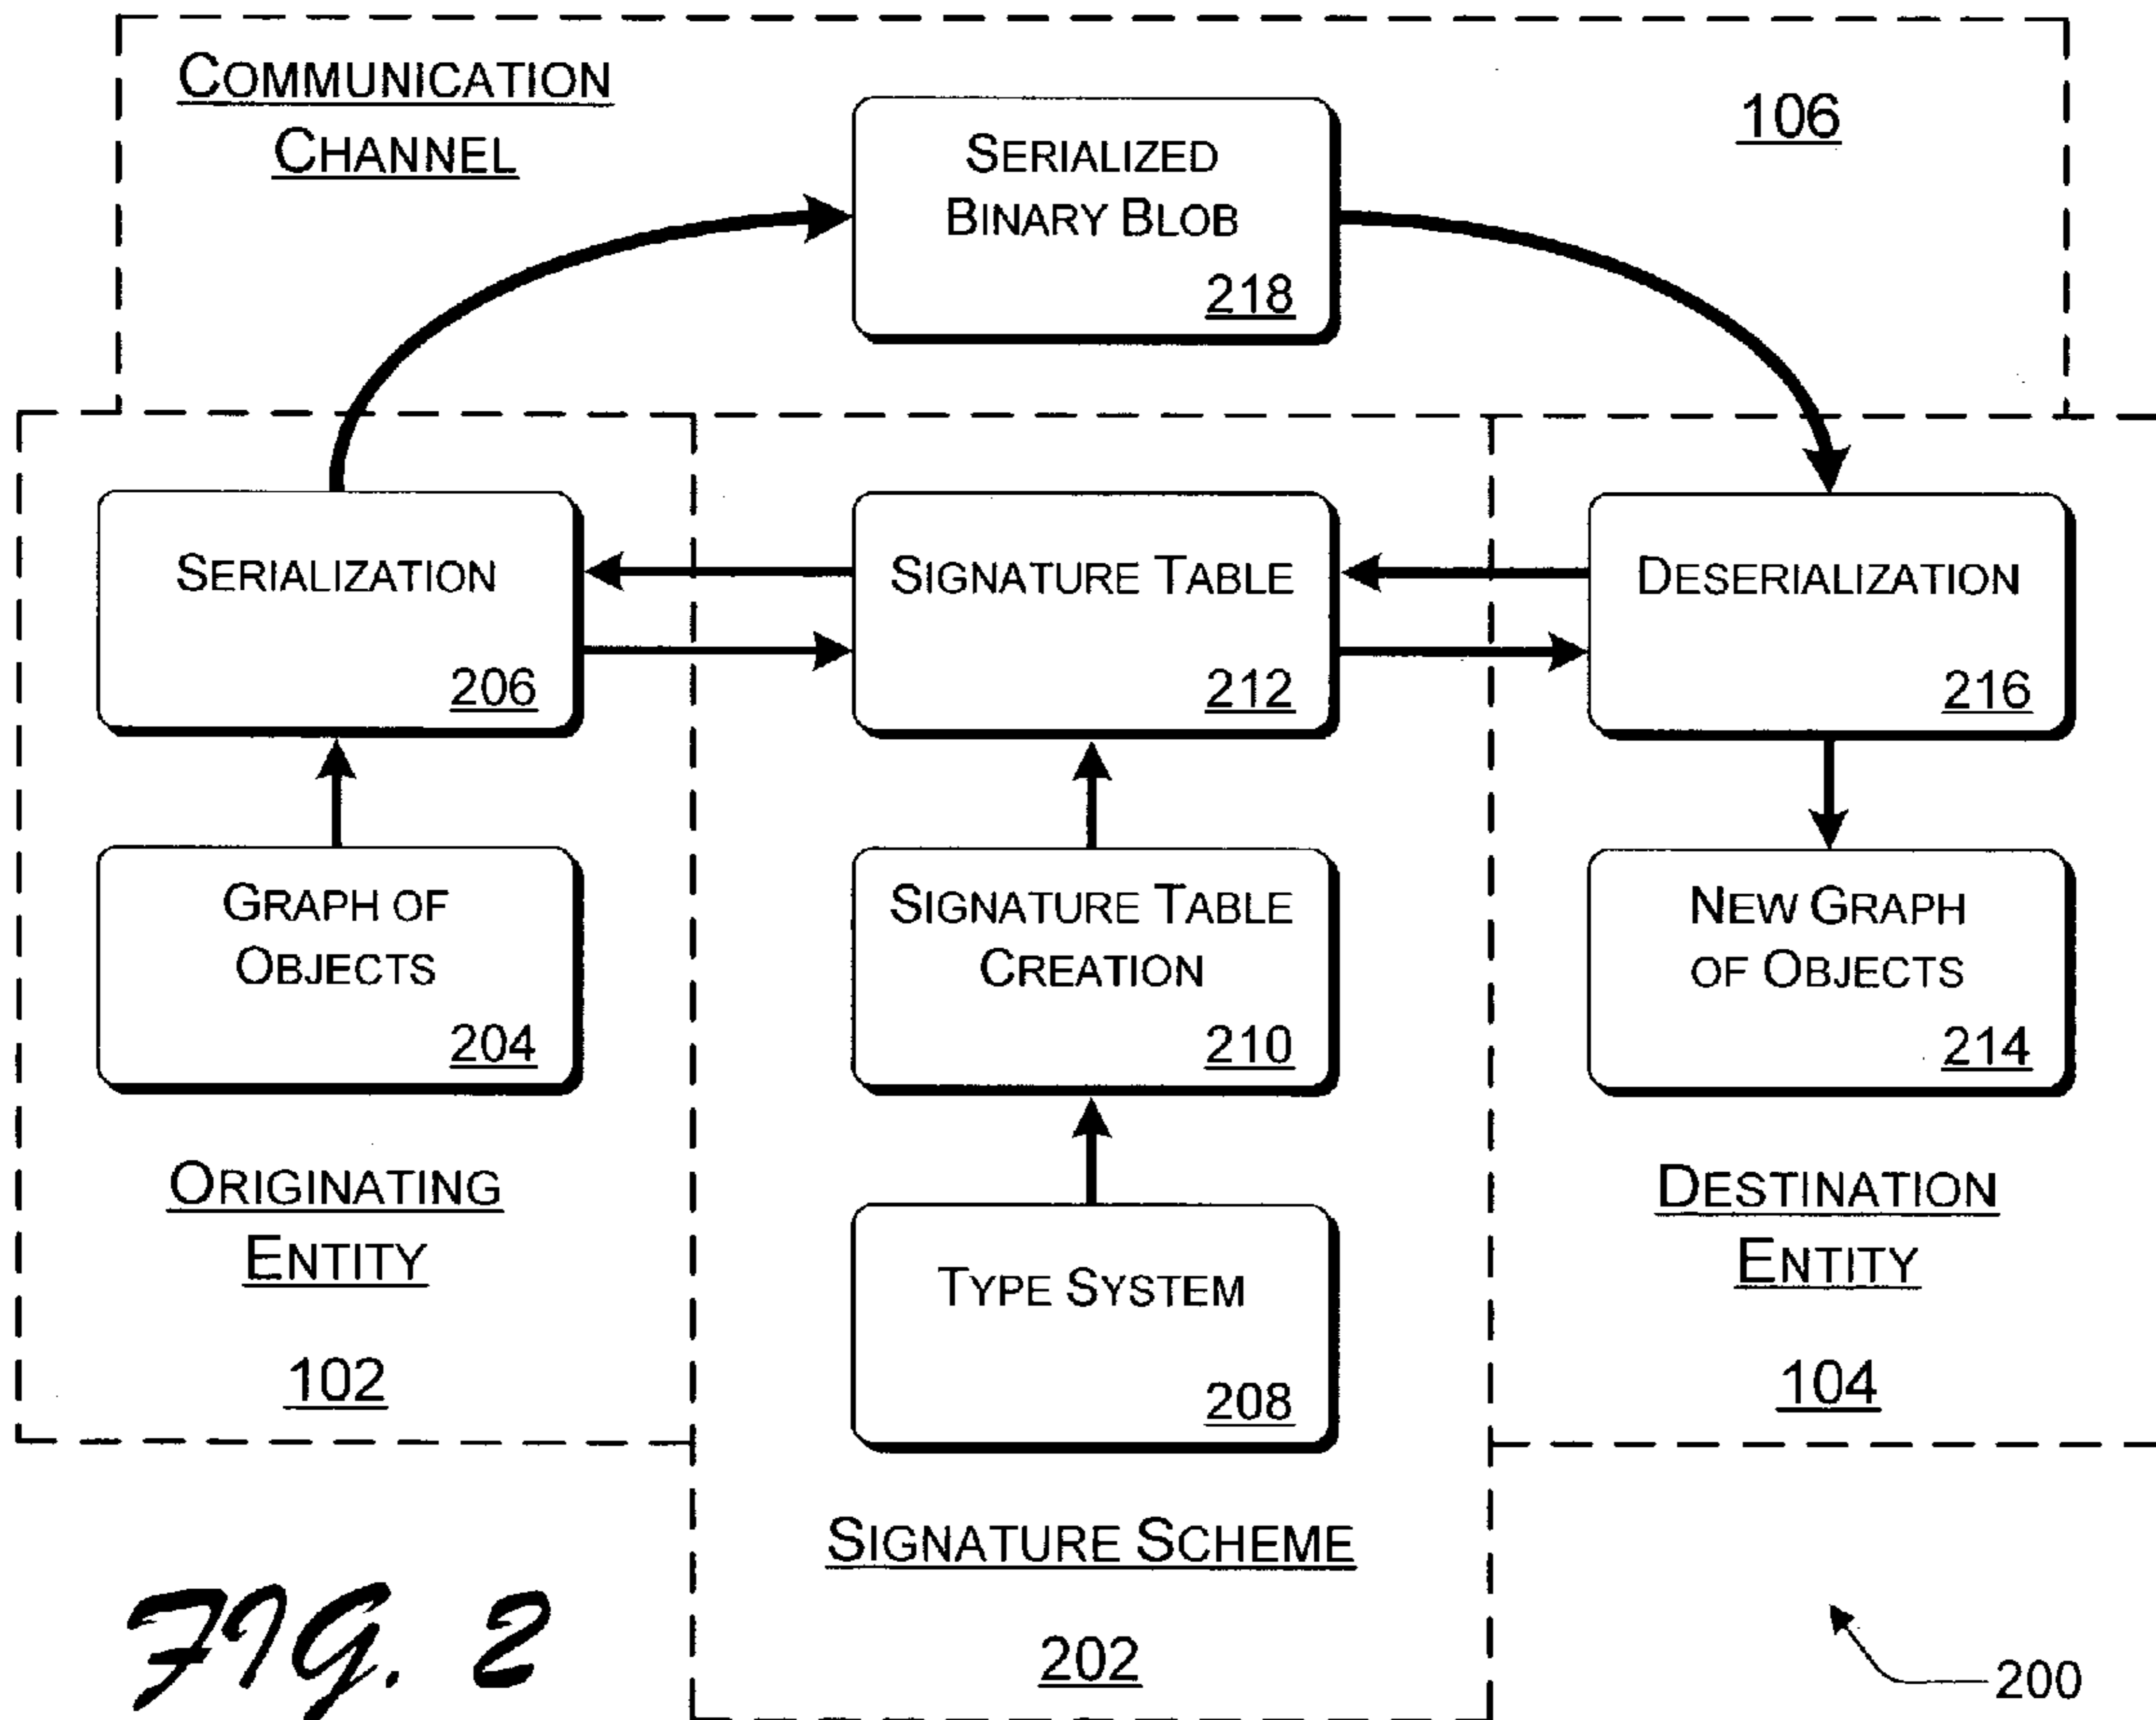 COMMUNICATION
CHANNEL
106
SERIALIZED
BINARY BLOB
218
SERIALIZATION
206
SIGNATURE TABLE
212
DESERIALIZATION
216
GRAPH OF
OBJECTS
204
SIGNATURE TABLE
CREATION
210
NEW GRAPH
OF OBJECTS
214
ORIGINATING
ENTITY
102
TYPE SYSTEM
208
DESTINATION
ENTITY
104
SIGNATURE SCHEME
202
FIG. 2
200